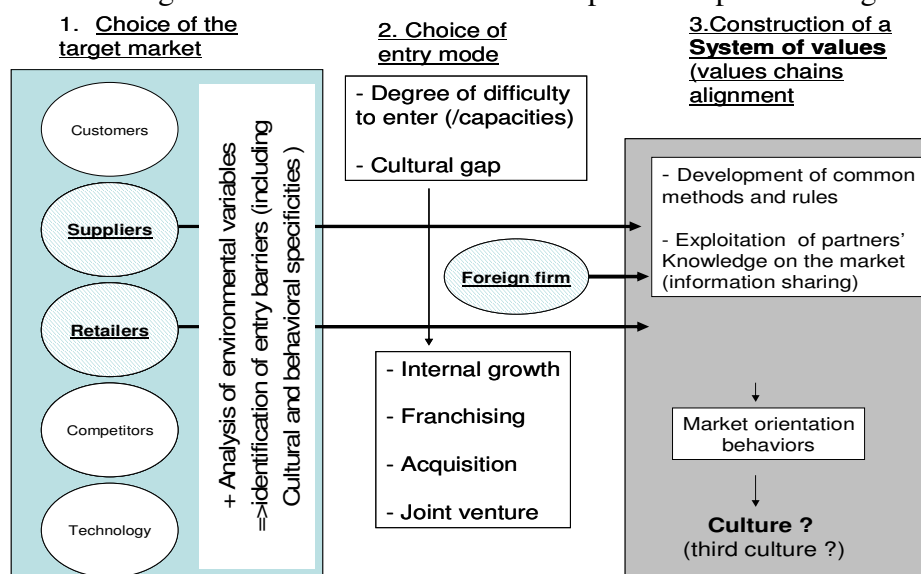 1. Choice of the
target market
Customers
Suppliers
Retailers
Competitors
Technology
+ Analysis of environmental variables
=>identification of entry barriers (including
Cultural and behavioral specificities )
2. Choice of
entry mode
- Degree of difficulty
to enter (/capacities)
- Cultural gap
Foreign firm
- Internal growth
- Franchising
- Acquisition
- Joint venture
3.Construction of a
System of values
(values chains
alignment
- Development of common
methods and rules
- Exploitation of partners’
Knowledge on the market
(information sharing)
Market orientation
behaviors
Culture ?
(third culture ?)